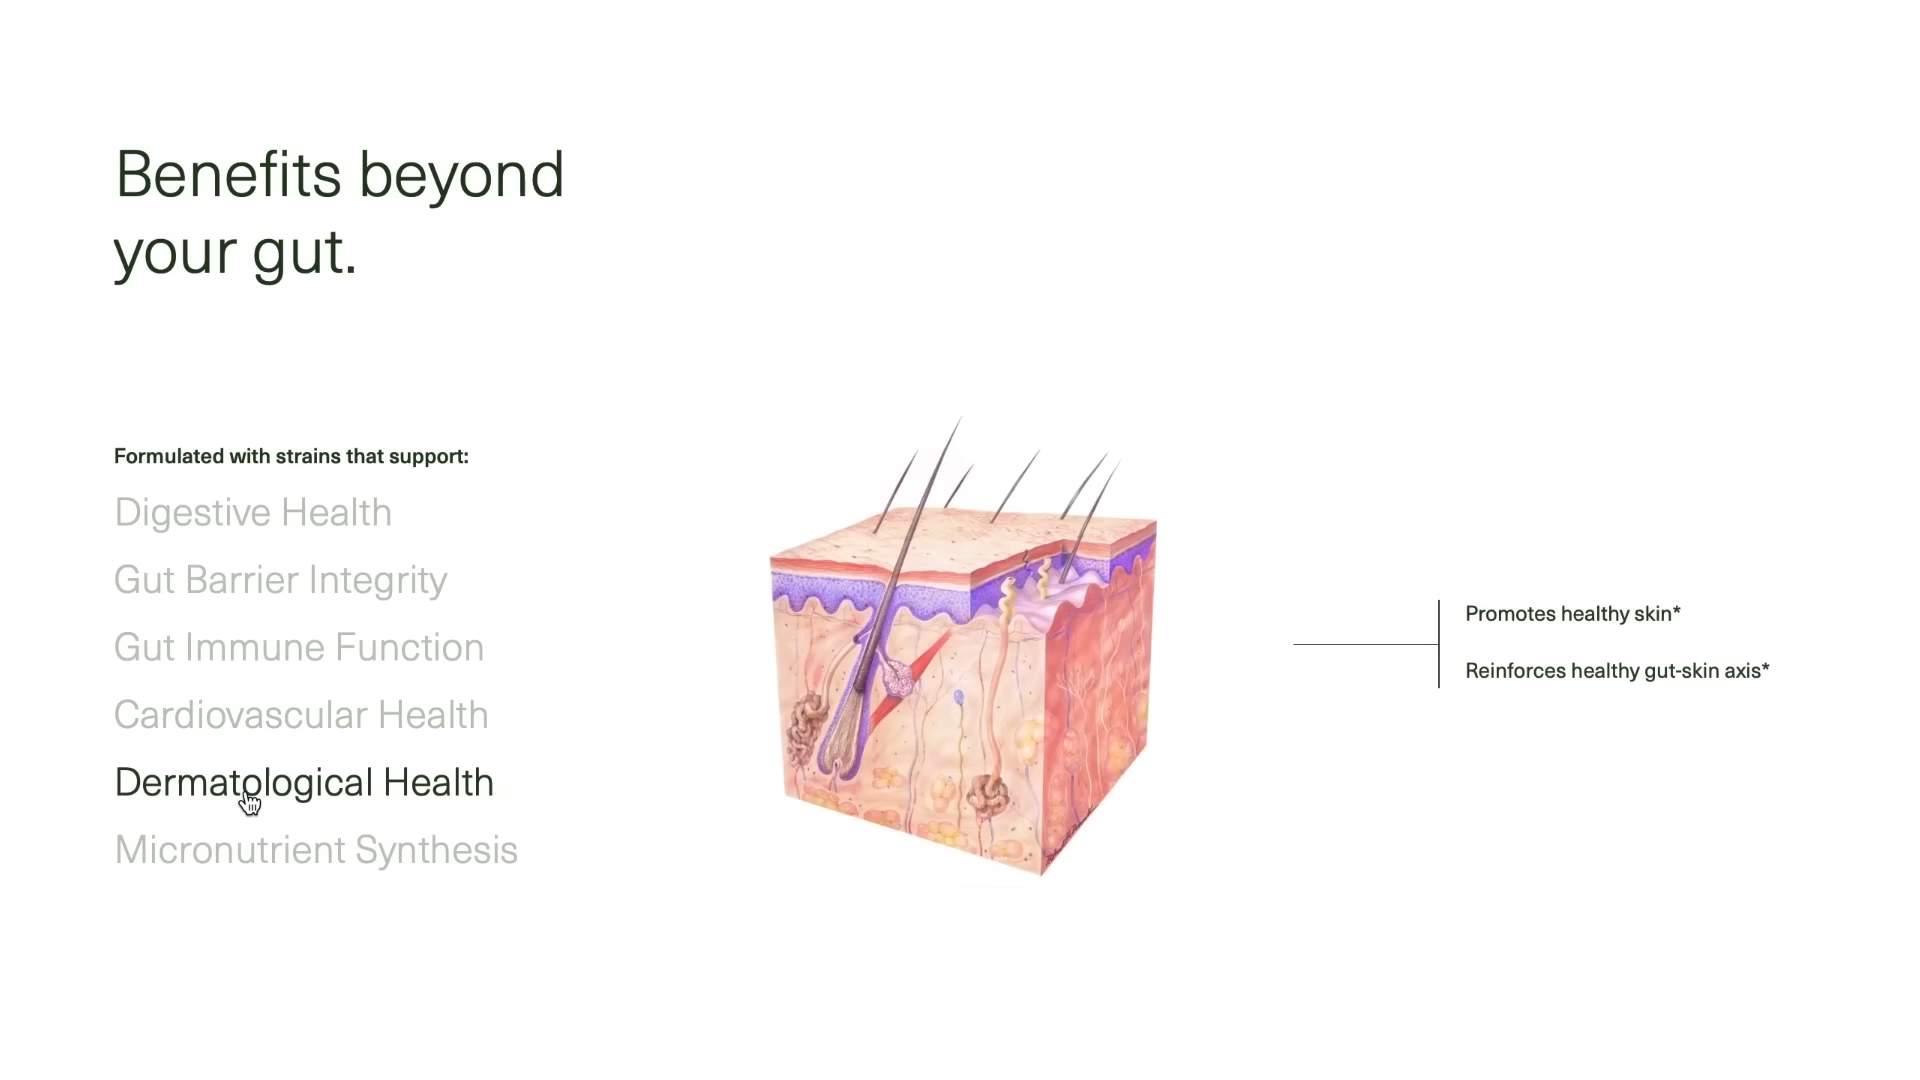 Benefits beyond
your gut.
Formulated with strains that support:
Digestive Health
Gut Barrier Integrity
Gut Immune Function
Cardiovascular Health
Dermatological Health
Micronutrient Synthesis
Promotes healthy skin*
Reinforces healthy gut-skin axis*